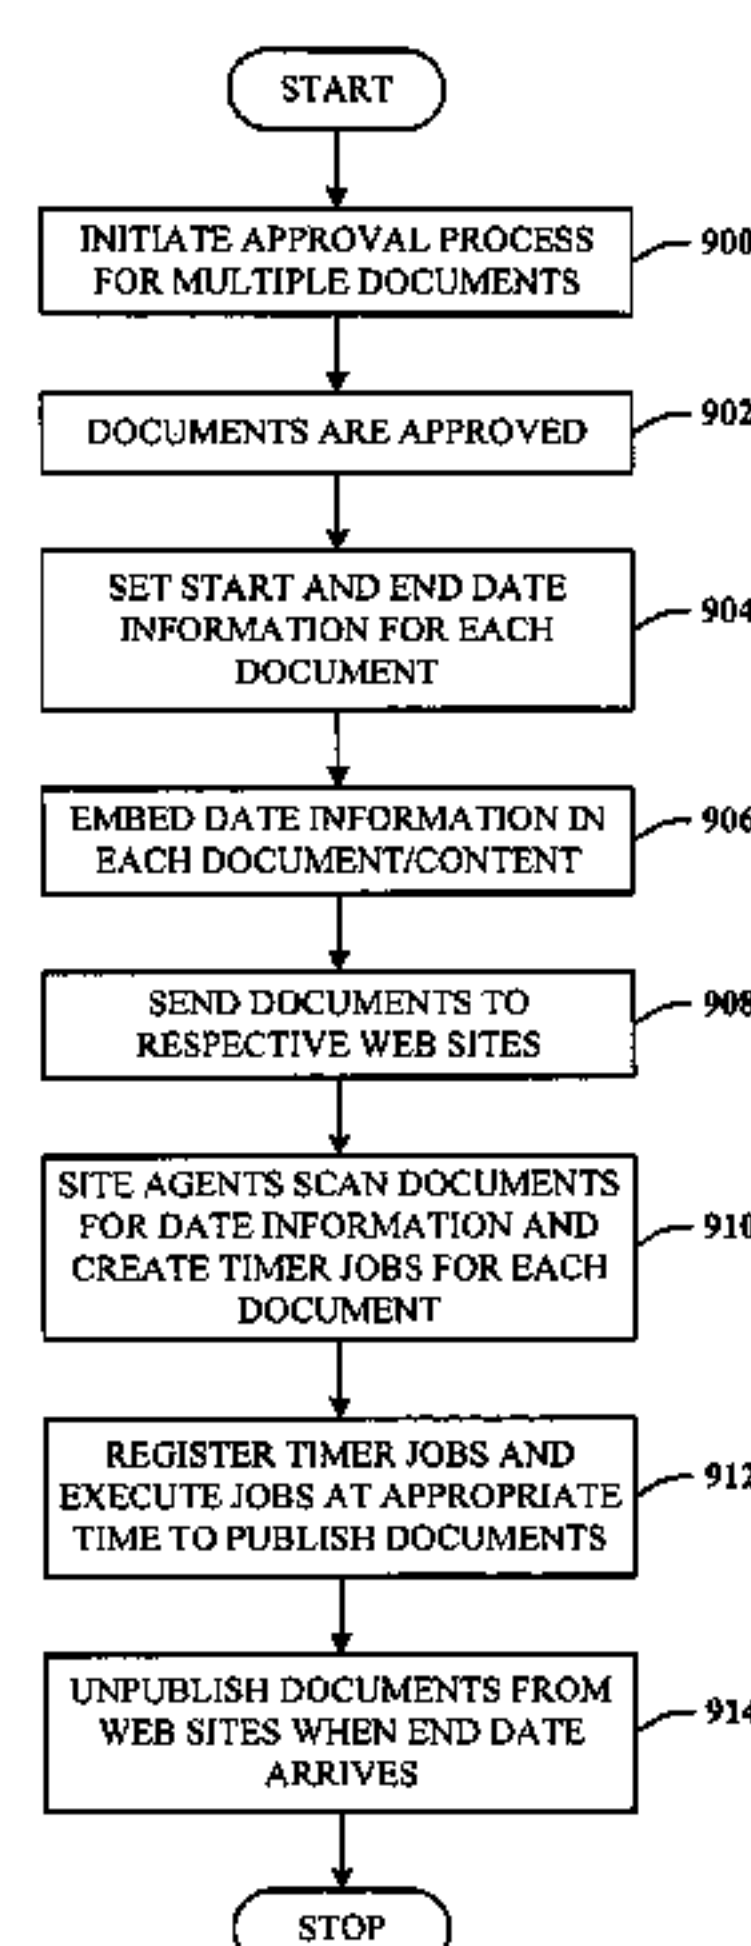 START
INITIATE APPROVAL PROCESS
FOR MULTIPLE DOCUMENTS
900
DOCUMENTS ARE APPROVED
902
SET START AND END DATE
INFORMATION FOR EACH
DOCUMENT
904
EMBED DATE INFORMATION IN
EACH DOCUMENT/CONTENT
906
SEND DOCUMENTS TO
RESPECTIVE WEB SITES
908
SITE AGENTS SCAN DOCUMENTS
FOR DATE INFORMATION AND
CREATE TIMER JOBS FOR EACH
DOCUMENT
910
REGISTER TIMER JOBS AND
EXECUTE JOBS AT APPROPRIATE
TIME TO PUBLISH DOCUMENTS
912
UNPUBLISH DOCUMENTS FROM
WEB SITES WHEN END DATE
ARRIVES
914
STOP